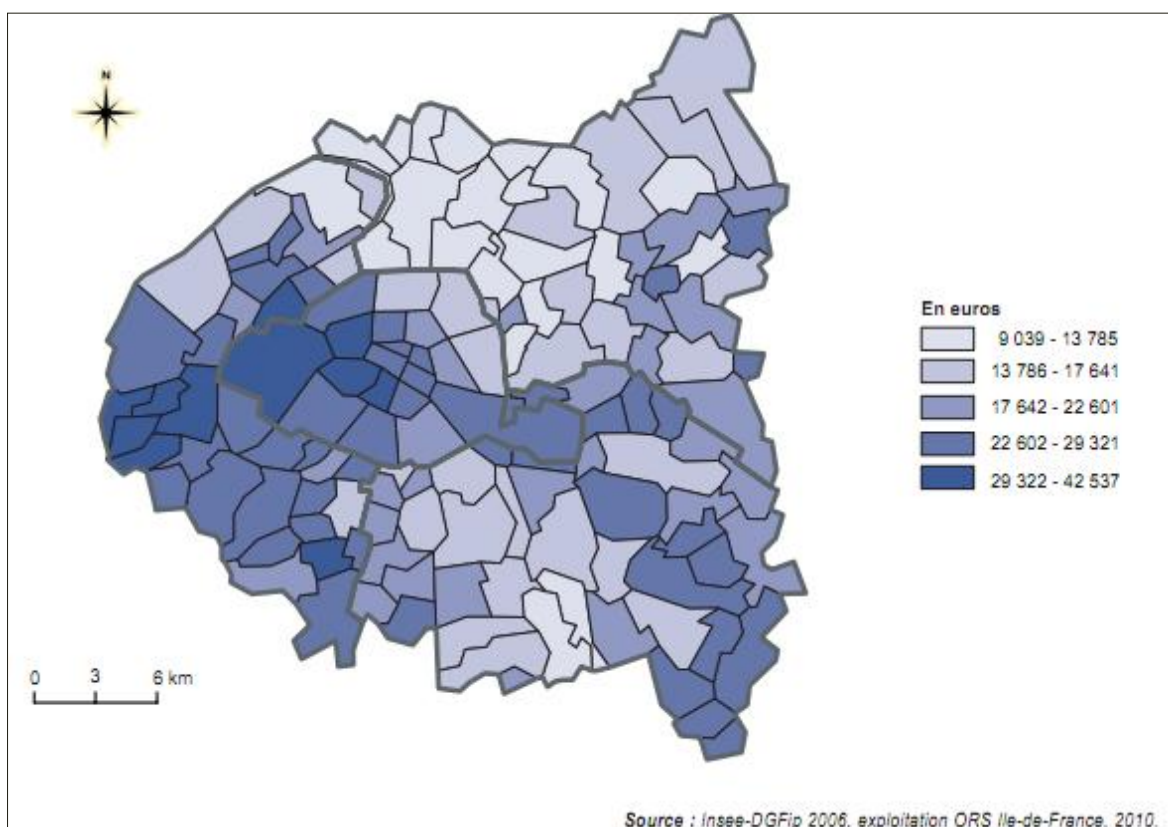 N
En euros
9 039 - 13 785
13 786 - 17 641
17 642 - 22 601
22 602 - 29 321
29 322 - 42 537
0 3 6 km
Source : Insee-DGFip 2006, exploitation ORS Ile-de-France, 2010.